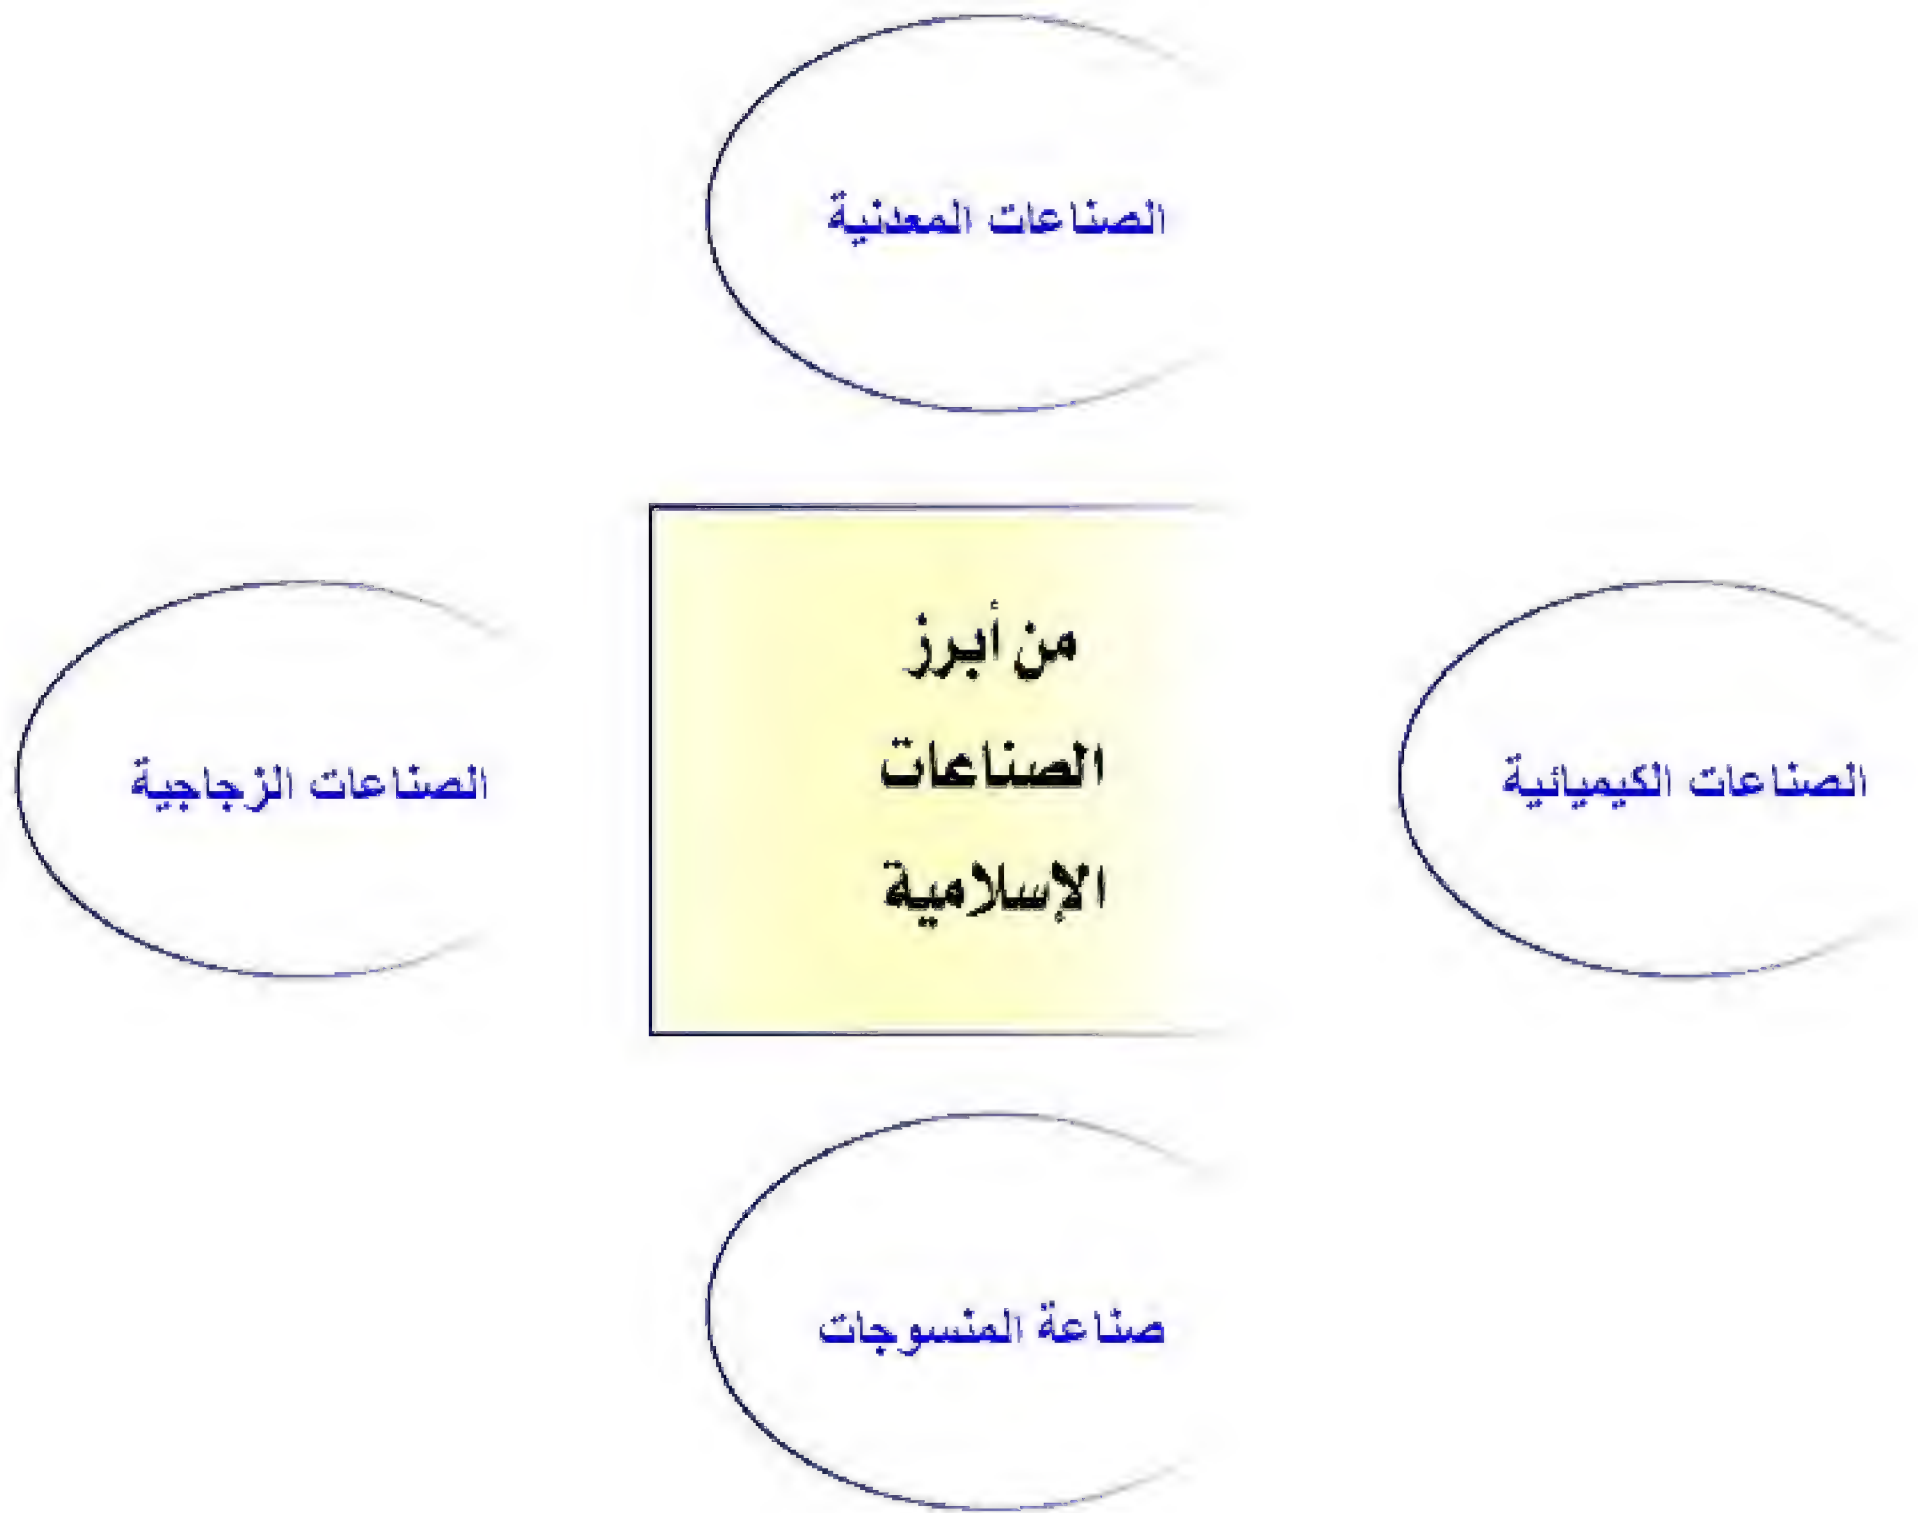 الصناعات المعدنية
من أبرز
الصناعات
الإسلامية
الصناعات الكيميائية
الصناعات الزجاجية
صناعة المنسوجات